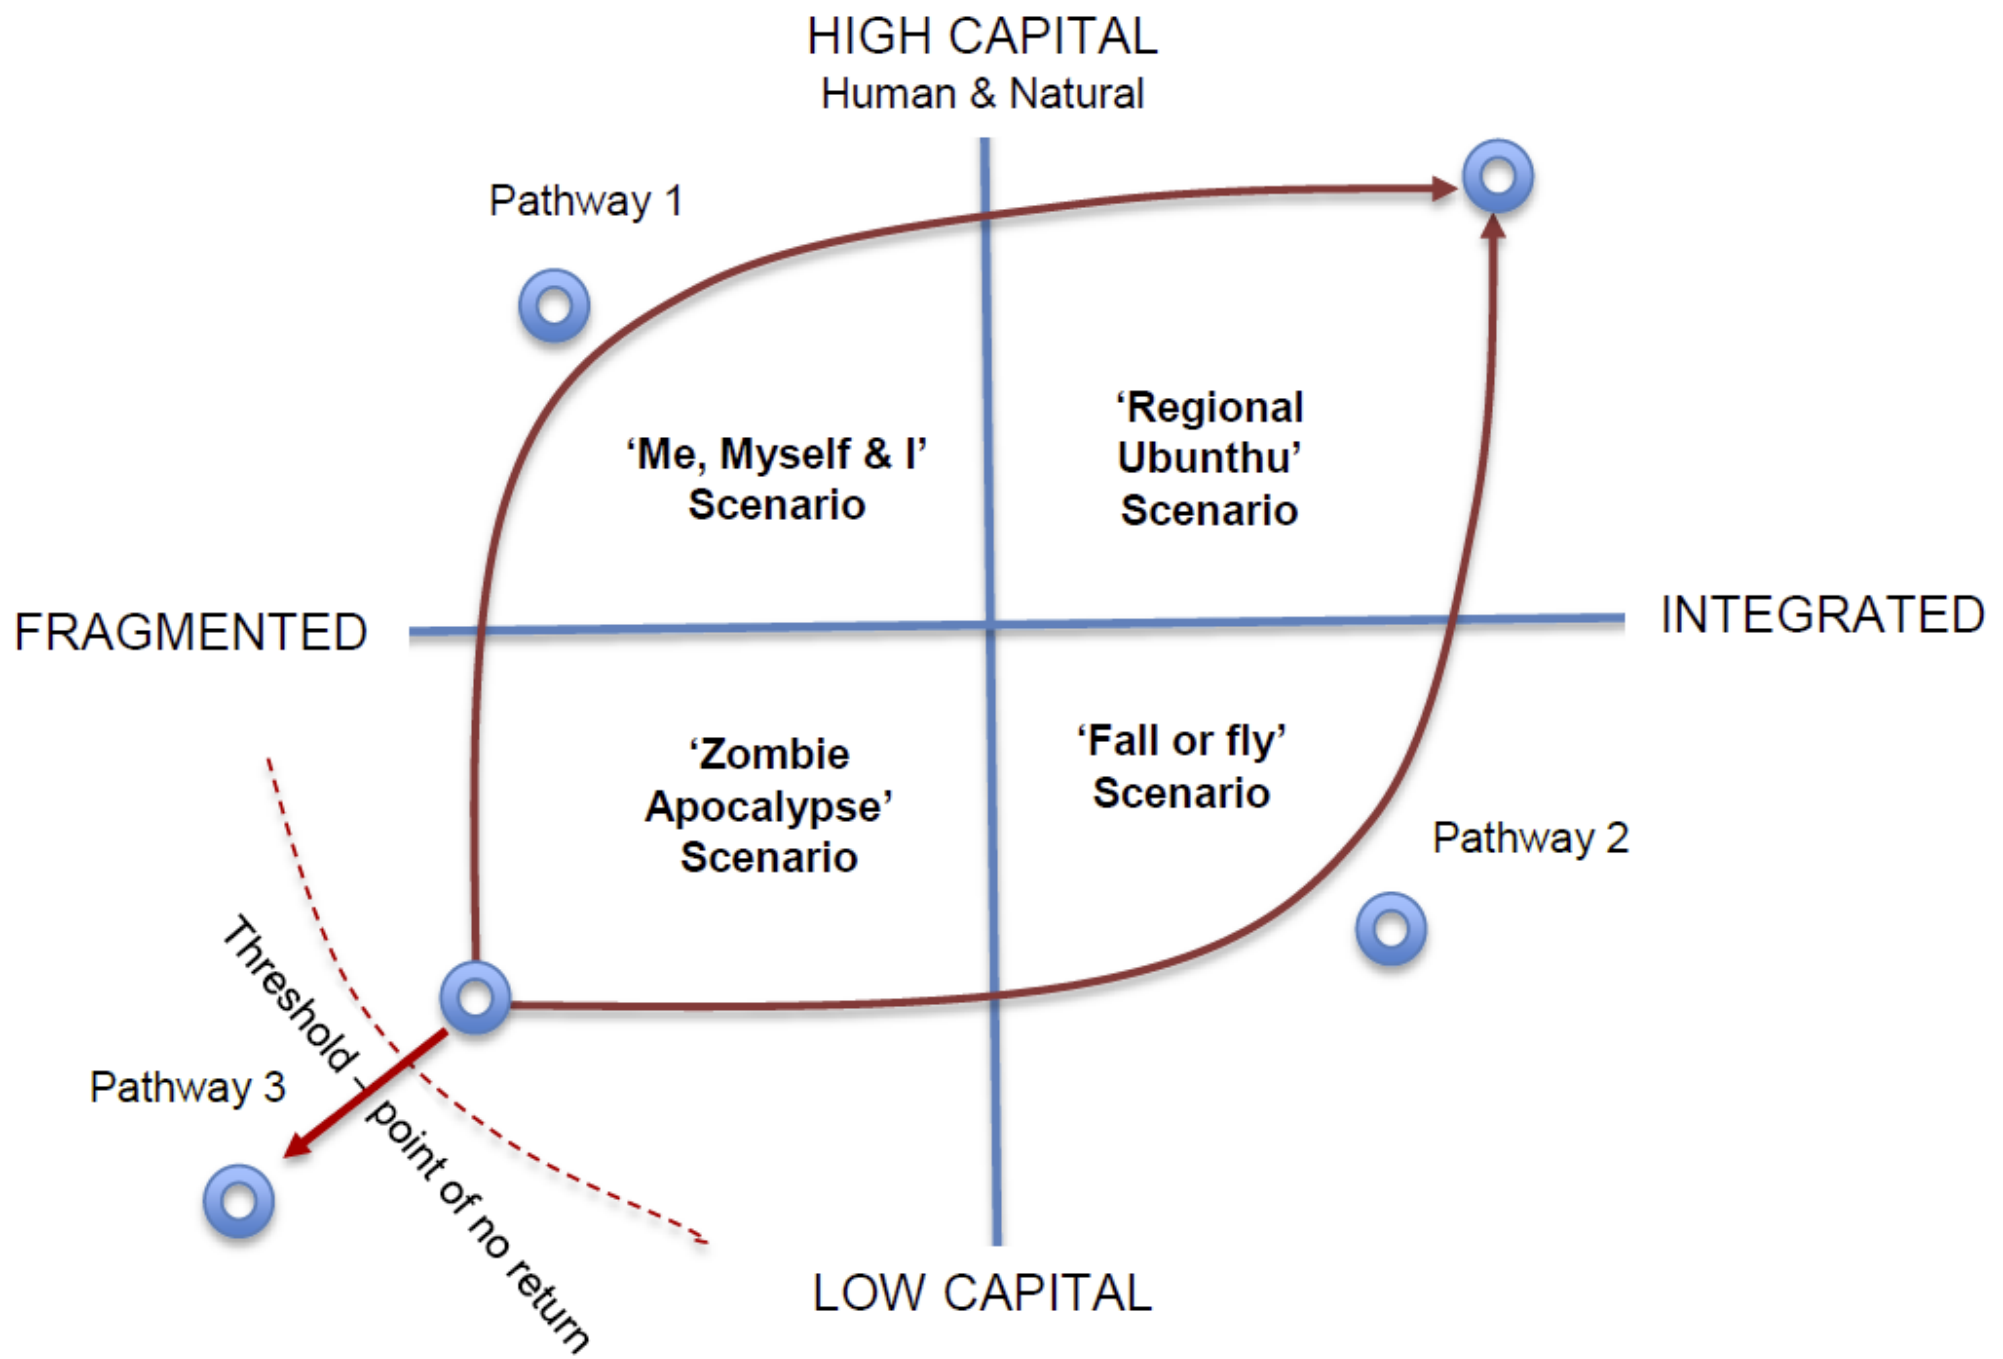 HIGH CAPITAL
Human & Natural
Pathway 1
‘Me, Myself & I’
Scenario
‘Regional
Ubunthu’
Scenario
FRAGMENTED
INTEGRATED
‘Zombie
Apocalypse’
Scenario
‘Fall or fly’
Scenario
Pathway 2
Threshold – point of no return
Pathway 3
LOW CAPITAL